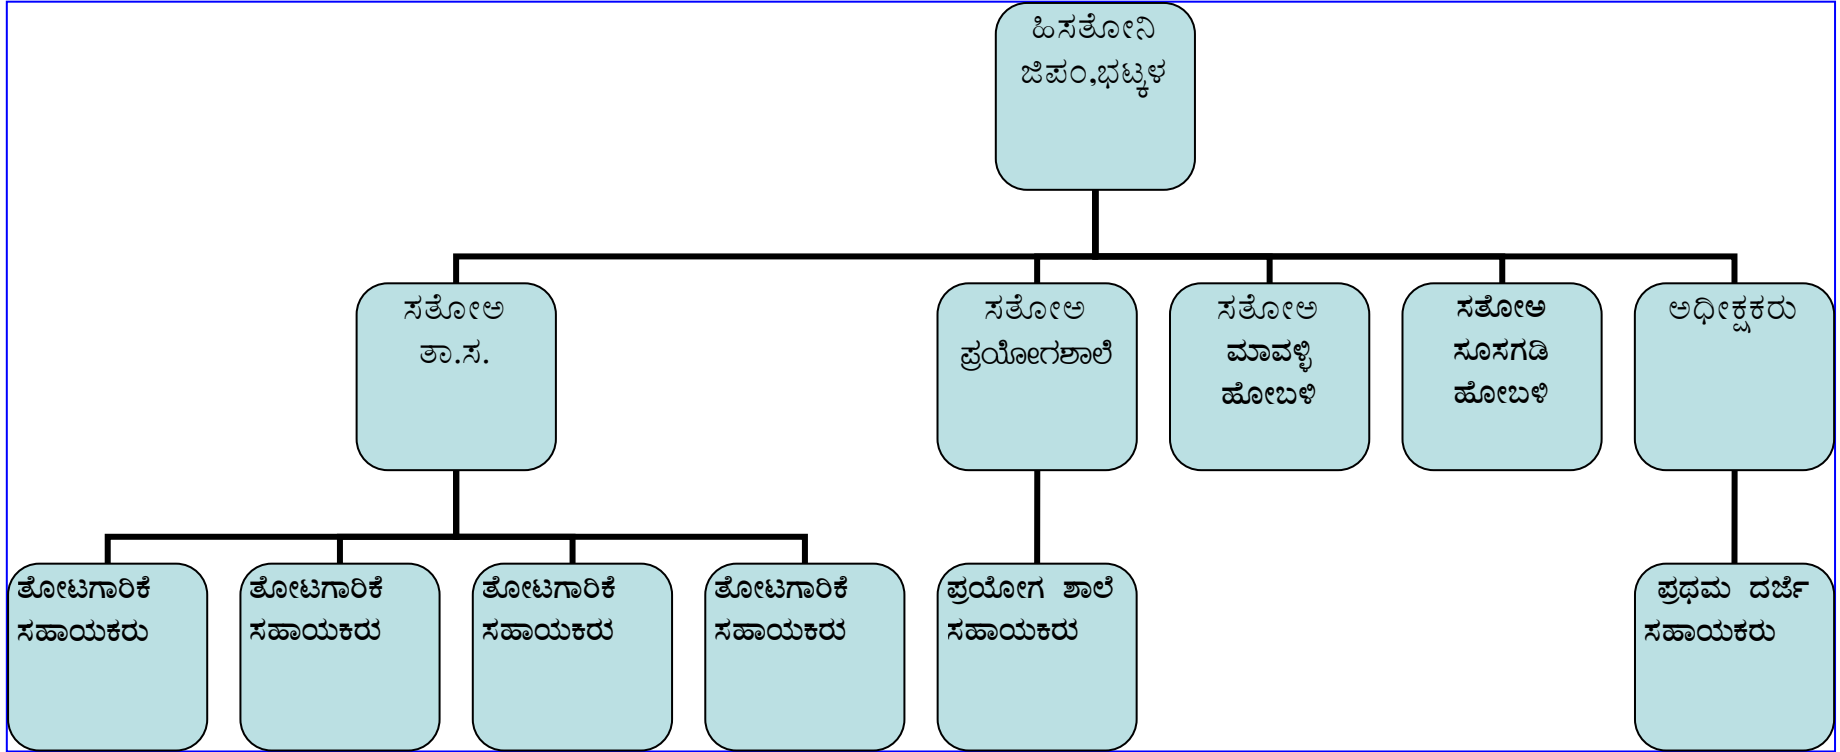 ಹಿಸತೋನಿ
ಜಿಪಂ,ಭಟ್ಕಳ
ಸತೋಅ
ತಾ.ಸ.
ಸತೋಅ
ಪ್ರಯೋಗಶಾಲೆ
ಸತೋಅ
ಮಾವಳ್ಳಿ
ಹೋಬಳಿ
ಸತೋಅ
ಸೂಸಗಡಿ
ಹೋಬಳಿ
ಅಧೀಕ್ಷಕರು
ತೋಟಗಾರಿಕೆ
ಸಹಾಯಕರು
ತೋಟಗಾರಿಕೆ
ಸಹಾಯಕರು
ತೋಟಗಾರಿಕೆ
ಸಹಾಯಕರು
ತೋಟಗಾರಿಕೆ
ಸಹಾಯಕರು
ಪ್ರಯೋಗ ಶಾಲೆ
ಸಹಾಯಕರು
ಪ್ರಥಮ ದರ್ಜೆ
ಸಹಾಯಕರು